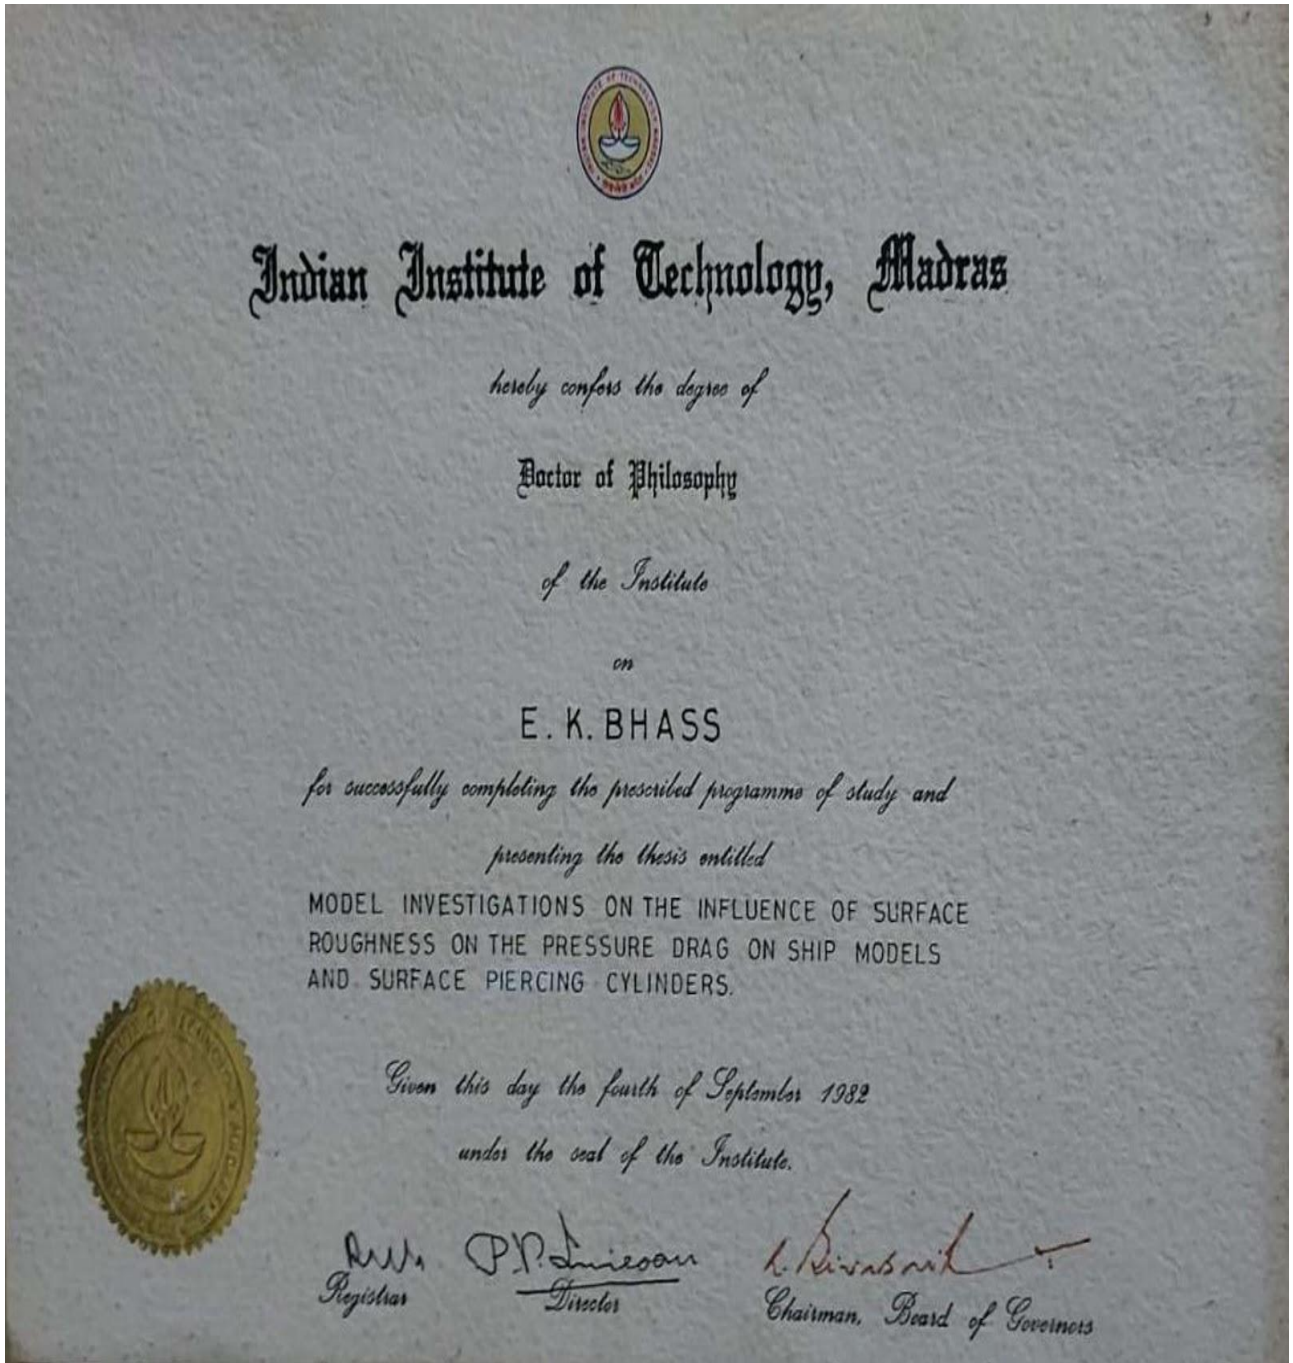 Indian Institute of Technology, Madras
hereby confers the degree of
Doctor of Philosophy
of the Institute
on
E. K. BHASS
for successfully completing the prescribed programme of study and
presenting the thesis entitled
MODEL INVESTIGATIONS ON THE INFLUENCE OF SURFACE
ROUGHNESS ON THE PRESSURE DRAG ON SHIP MODELS
AND SURFACE PIERCING CYLINDERS.
Given this day the fourth of September 1982
under the seal of the Institute.
Registrar Director Chairman, Board of Governors